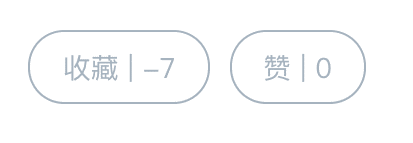 收藏 | –7 赞 | 0